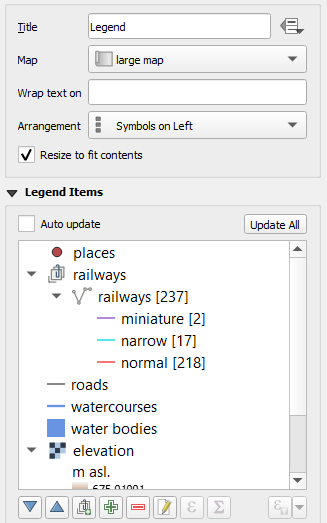 Title Legend
Map large map
Wrap text on
Arrangement Symbols on Left
Resize to fit contents
Legend Items
Auto update Update All
places
railways
railways [237]
miniature [2]
narrow [17]
normal [218]
roads
watercourses
water bodies
elevation
m asl.
ε Σ ε